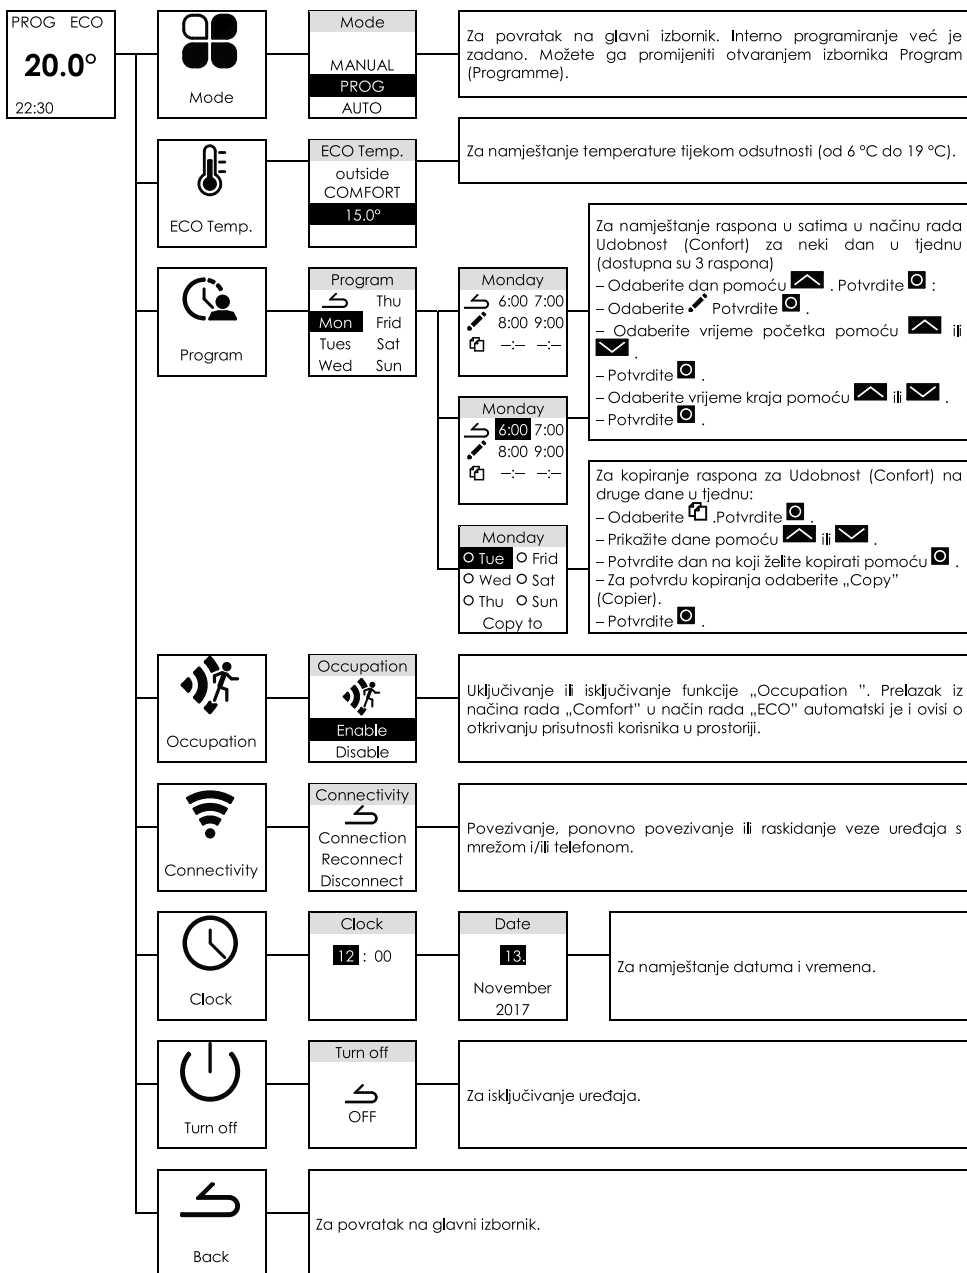 PROG ECO
20.0°
22:30
Mode
Mode
MANUAL
PROG
AUTO
Za povratak na glavni izbornik. Interno programiranje već je
zadano. Možete ga promijeniti otvaranjem izbornika Program
(Programme).
ECO Temp.
ECO Temp.
outside
COMFORT
15.0°
Za namještanje temperature tijekom odsutnosti (od 6 °C do 19 °C).
Program
Program
Thu
Mon Frid
Tues Sat
Wed Sun
Monday
6:00 7:00
8:00 9:00
–:– –:–
Monday
6:00 7:00
8:00 9:00
–:– –:–
Za namještanje raspona u satima u načinu rada
Udobnost (Confort) za neki dan u tjednu
(dostupna su 3 raspona)
– Odaberite dan pomoću . Potvrdite :
– Odaberite Potvrdite .
– Odaberite vrijeme početka pomoću ili
.
– Potvrdite .
– Odaberite vrijeme kraja pomoću ili .
– Potvrdite .
Monday
Tue Frid
Wed Sat
Thu Sun
Copy to
Za kopiranje raspona za Udobnost (Confort) na
druge dane u tjednu:
– Odaberite .Potvrdite .
– Prikažite dane pomoću ili .
– Potvrdite dan na koji želite kopirati pomoću .
– Za potvrdu kopiranja odaberite „Copy”
(Copier).
– Potvrdite .
Occupation
Occupation
Enable
Disable
Uključivanje ili isključivanje funkcije „Occupation ”. Prelazak iz
načina rada „Comfort” u način rada „ECO” automatski je i ovisi o
otkrivanju prisutnosti korisnika u prostoriji.
Connectivity
Connectivity
Connection
Reconnect
Disconnect
Povezivanje, ponovno povezivanje ili raskidanje veze uređaja s
mrežom i/ili telefonom.
Clock
Clock
12 : 00
Date
13.
November
2017
Za namještanje datuma i vremena.
Turn off
Turn off
OFF
Za isključivanje uređaja.
Back
Za povratak na glavni izbornik.